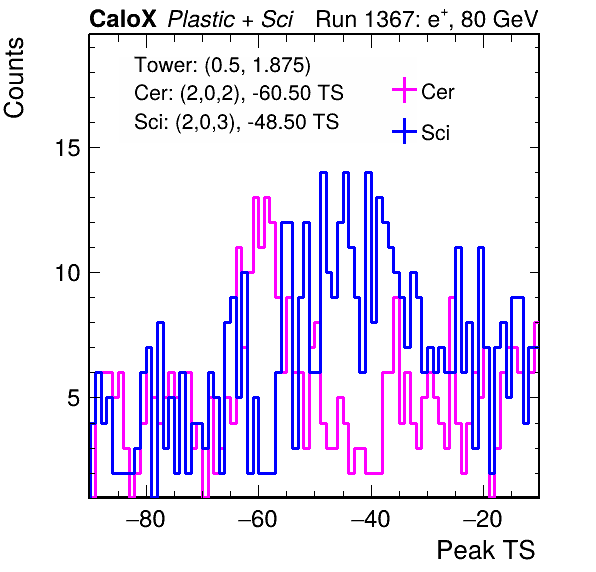 CaloX Plastic + Sci Run 1367: e+, 80 GeV
Counts
Tower: (0.5, 1.875)
Cer: (2,0,2), -60.50 TS
Sci: (2,0,3), -48.50 TS
Cer
Sci
15
10
5
−80 −60 −40 −20
Peak TS